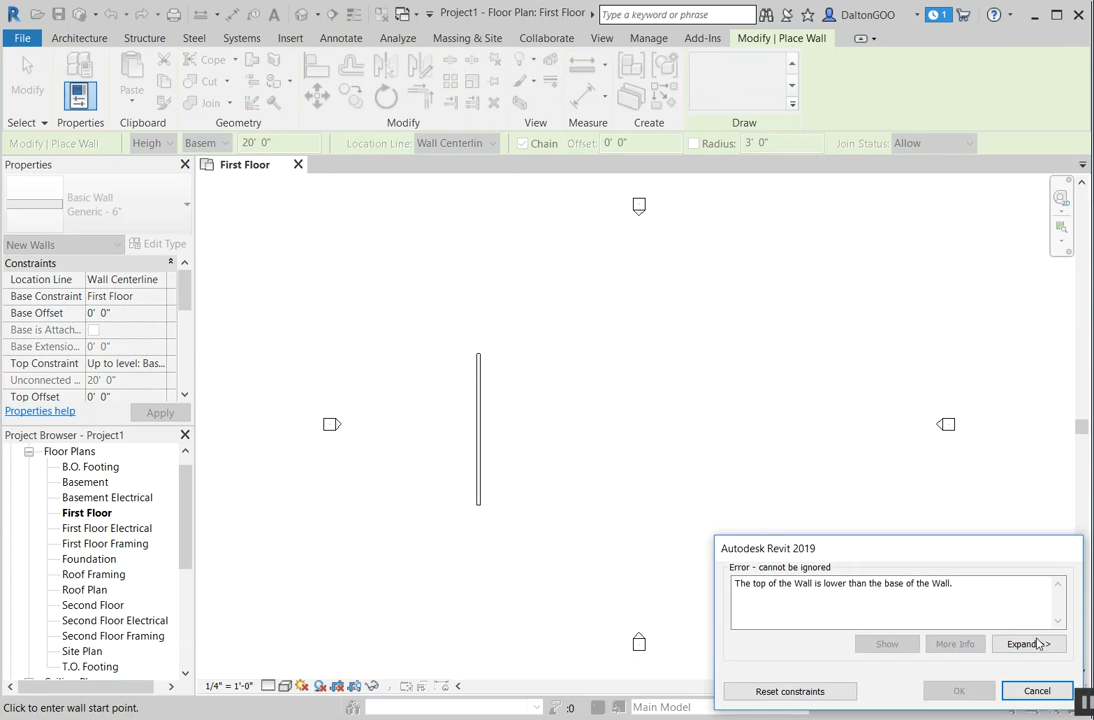 Project1 - Floor Plan: First Floor
Type a keyword or phrase
DaltonGOO
1
File
Architecture
Structure
Steel
Systems
Insert
Annotate
Analyze
Massing & Site
Collaborate
View
Manage
Add-Ins
Modify | Place Wall
Modify
Paste
Cope
Cut
Join
Select
Properties
Clipboard
Geometry
Modify
View
Measure
Create
Draw
Modify | Place Wall
Heigh
Basem
20' 0"
Location Line:
Wall Centerlin
Chain
Offset:
0' 0"
Radius:
3' 0"
Join Status:
Allow
Properties
First Floor
Basic Wall
Generic - 6"
New Walls
Edit Type
Constraints
Location Line Wall Centerline
Base Constraint First Floor
Base Offset 0' 0"
Base is Attach...
Base Extensio... 0' 0"
Top Constraint Up to level: Bas...
Unconnected ... 20' 0"
Top Offset 0' 0"
Properties help
Apply
Project Browser - Project1
Floor Plans
B.O. Footing
Basement
Basement Electrical
First Floor
First Floor Electrical
First Floor Framing
Foundation
Roof Framing
Roof Plan
Second Floor
Second Floor Electrical
Second Floor Framing
Site Plan
T.O. Footing
Autodesk Revit 2019
Error - cannot be ignored
The top of the Wall is lower than the base of the Wall.
Show
More Info
Expand >>
Reset constraints
OK
Cancel
1/4" = 1'-0"
Click to enter wall start point.
:0
Main Model